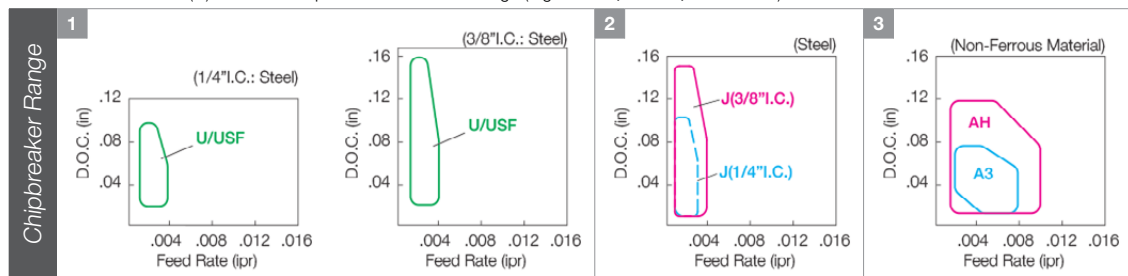 Chipbreaker Range
1
(1/4"I.C.: Steel)
.12
.08
.04
D.O.C. (in)
U/USF
.004 .008 .012 .016
Feed Rate (ipr)
(3/8"I.C.: Steel)
.16
.12
.08
.04
D.O.C. (in)
U/USF
.004 .008 .012 .016
Feed Rate (ipr)
2
(Steel)
.16
.12
.08
.04
D.O.C. (in)
J(3/8"I.C.)
J(1/4"I.C.)
.004 .008 .012 .016
Feed Rate (ipr)
3
(Non-Ferrous Material)
.16
.12
.08
.04
D.O.C. (in)
AH
A3
.004 .008 .012 .016
Feed Rate (ipr)